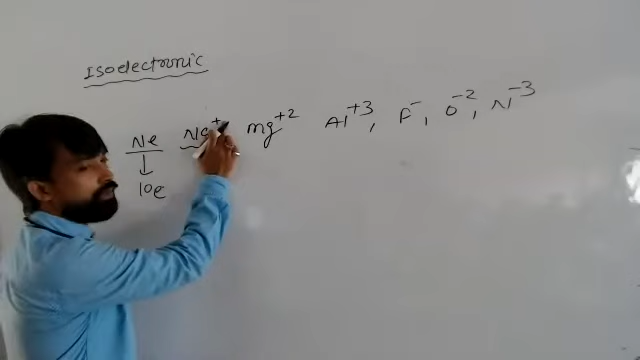 Isoelectronic
Ne Na+ mg+2 Al+3, F-, O-2, N-3
↓
10e